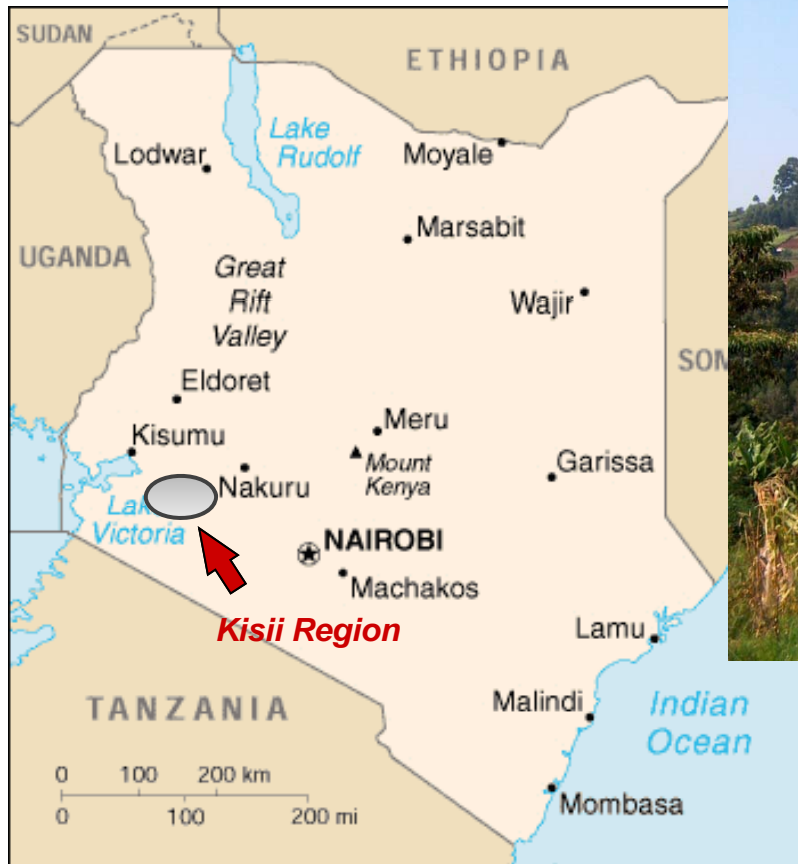 SUDAN
ETHIOPIA
Lake
Rudolf
Lodwar
Moyale
Marsabit
UGANDA
Great
Rift
Valley
Wajir
SOM
Eldoret
Kisumu
Meru
Mount
Kenya
Garissa
Nakuru
Lak
Victoria
NAIROBI
Machakos
Kisii Region
Lamu
TANZANIA
Malindi
Indian
Ocean
0 100 200 km
0 100 200 mi
Mombasa